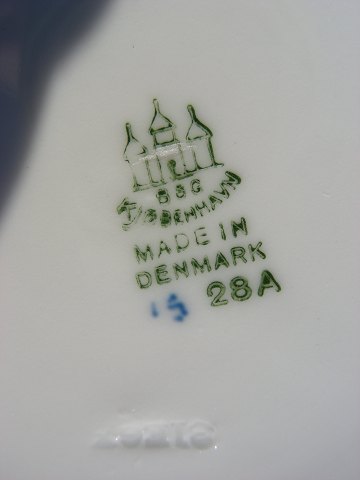 B&G
KJØBENHAVN
MADE IN
DENMARK
15 28A